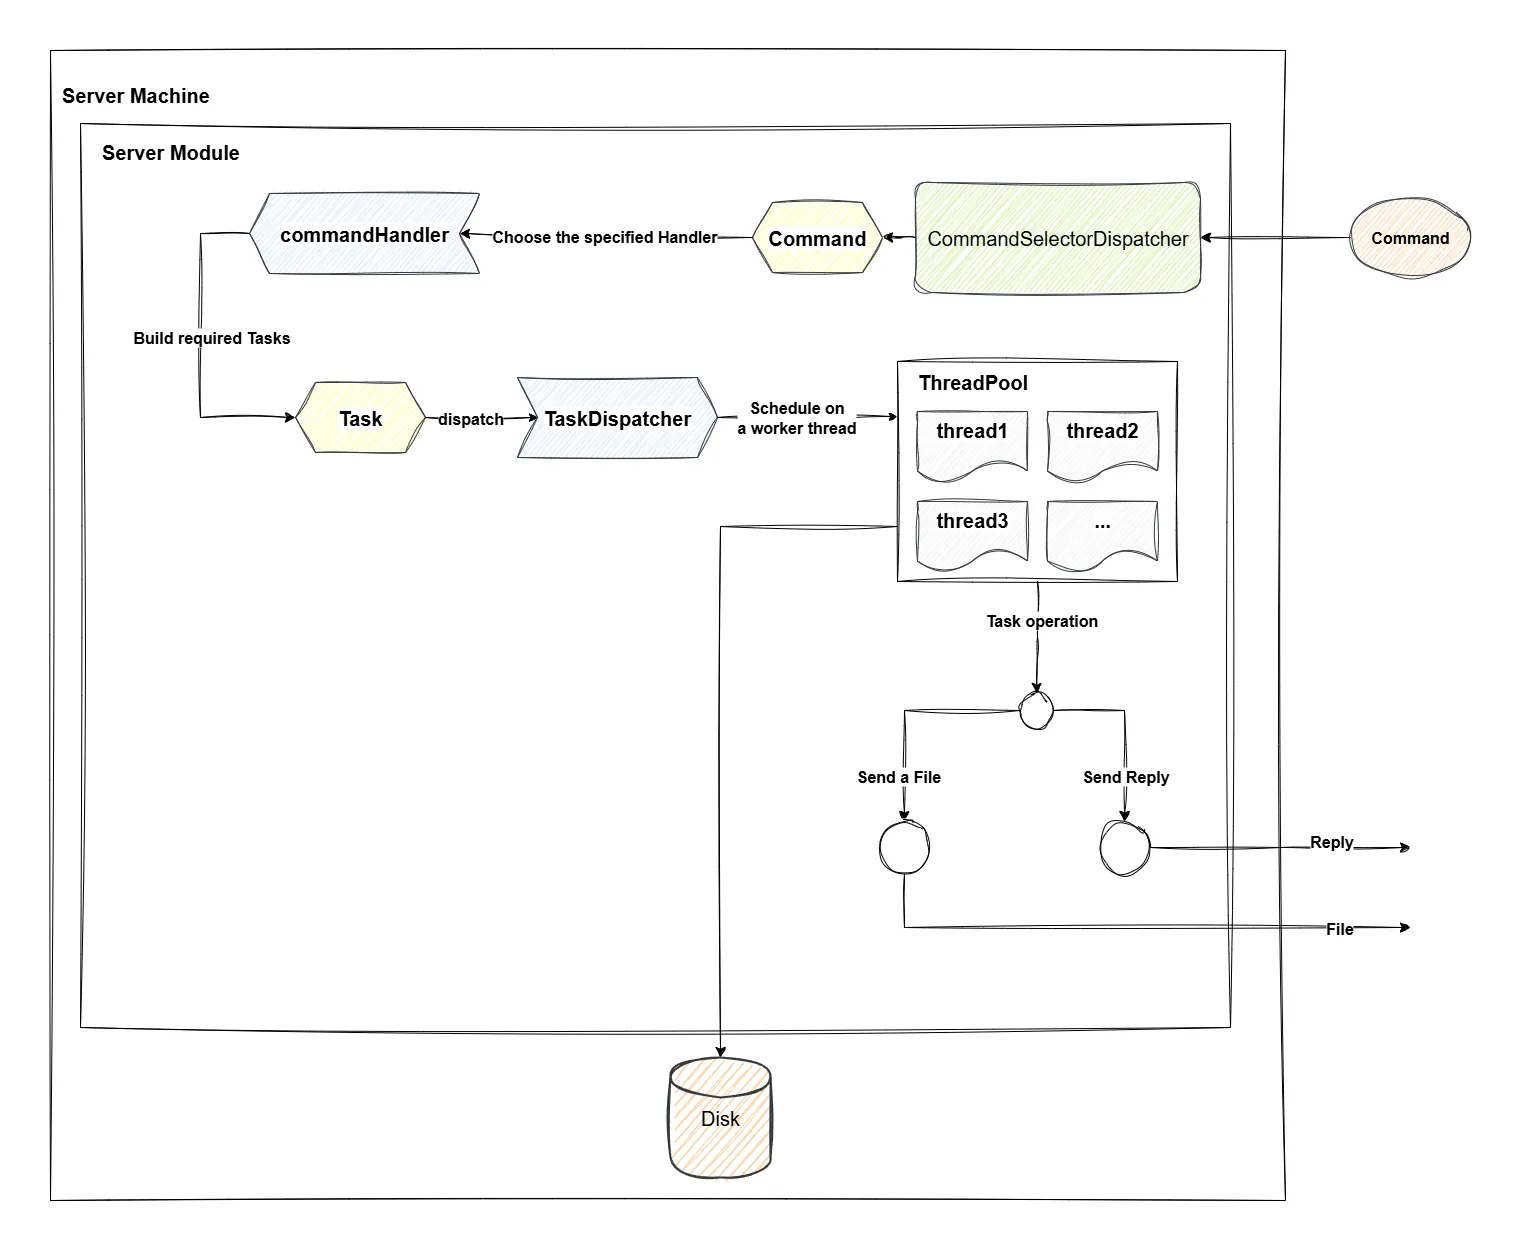 Server Machine
Server Module
commandHandler
Choose the specified Handler
Command
CommandSelectorDispatcher
Command
Build required Tasks
Task
dispatch
TaskDispatcher
Schedule on
a worker thread
ThreadPool
thread1
thread2
thread3
...
Task operation
Send a File
Send Reply
Reply
File
Disk